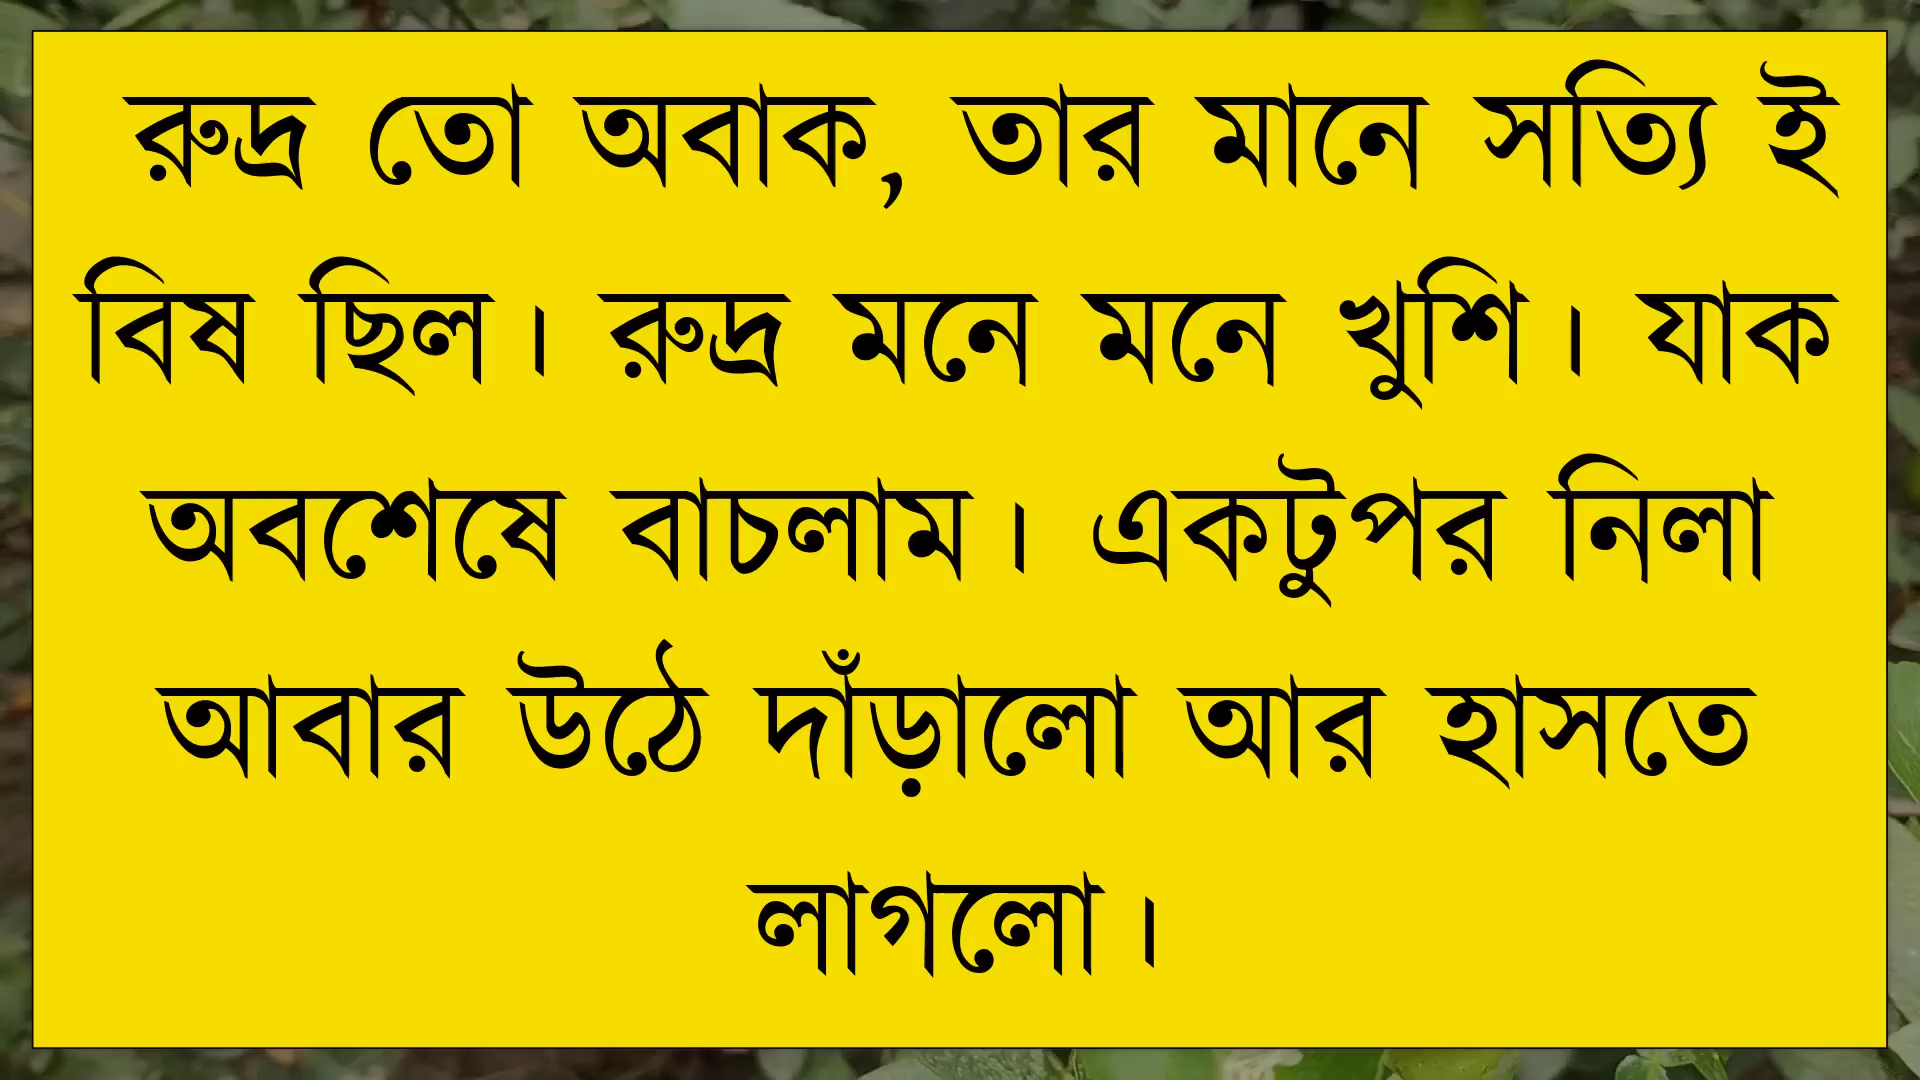 রুদ্র তো অবাক, তার মানে সত্যি ই
বিষ ছিল। রুদ্র মনে মনে খুশি। যাক
অবশেষে বাচলাম। একটুপর নিলা
আবার উঠে দাঁড়ালো আর হাসতে
লাগলো।